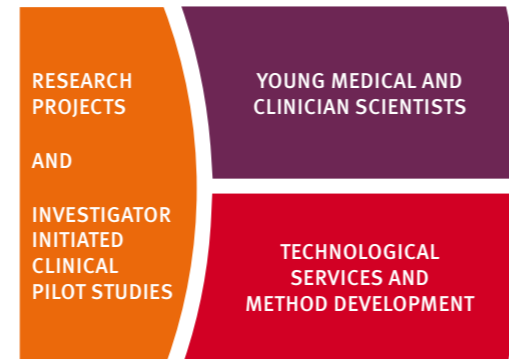 RESEARCH
PROJECTS
AND
INVESTIGATOR
INITIATED
CLINICAL
PILOT STUDIES
YOUNG MEDICAL AND
CLINICIAN SCIENTISTS
TECHNOLOGICAL
SERVICES AND
METHOD DEVELOPMENT